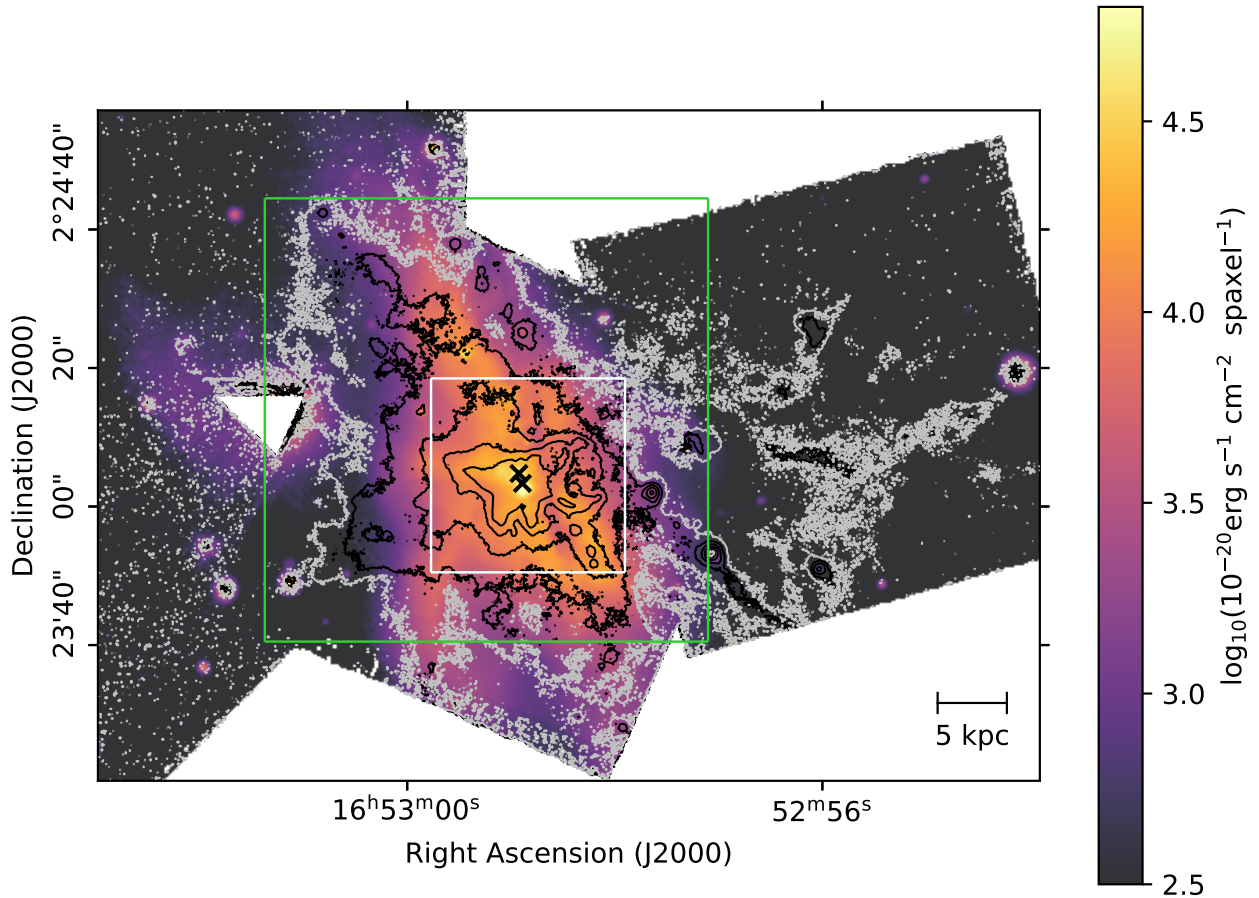 4.5
4.0
3.5
3.0
2.5
log₁₀(10⁻²⁰erg s⁻¹ cm⁻² spaxel⁻¹)
2°24'40"
20"
00"
23'40"
Declination (J2000)
5 kpc
16ʰ53ᵐ00ˢ
52ᵐ56ˢ
Right Ascension (J2000)